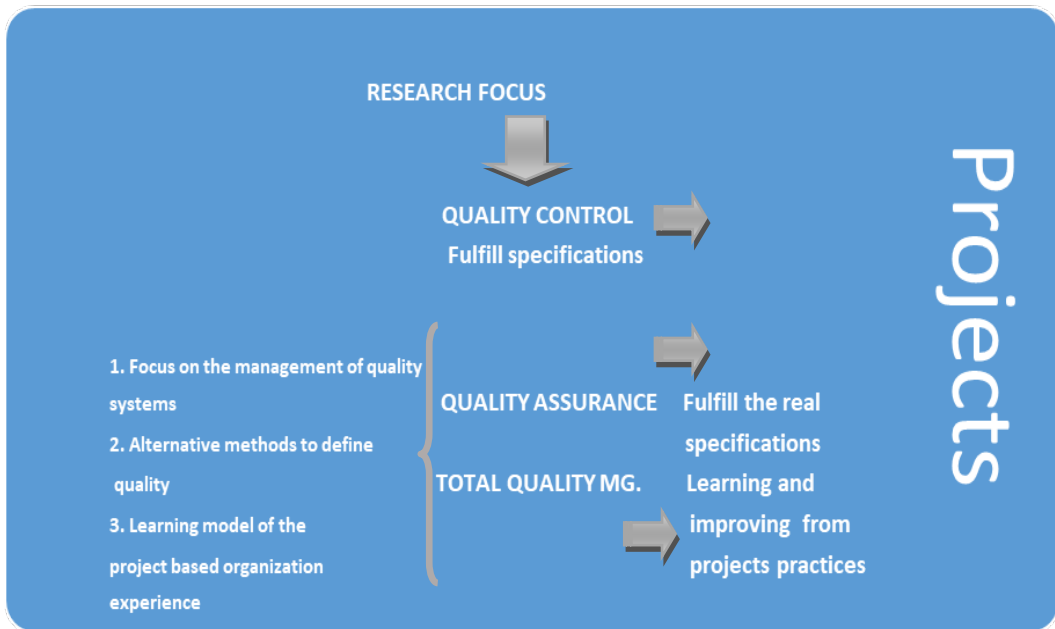 RESEARCH FOCUS
QUALITY CONTROL
Fulfill specifications
1. Focus on the management of quality
systems
2. Alternative methods to define
quality
3. Learning model of the
project based organization
experience
QUALITY ASSURANCE
TOTAL QUALITY MG.
Fulfill the real
specifications
Learning and
improving from
projects practices
Projects